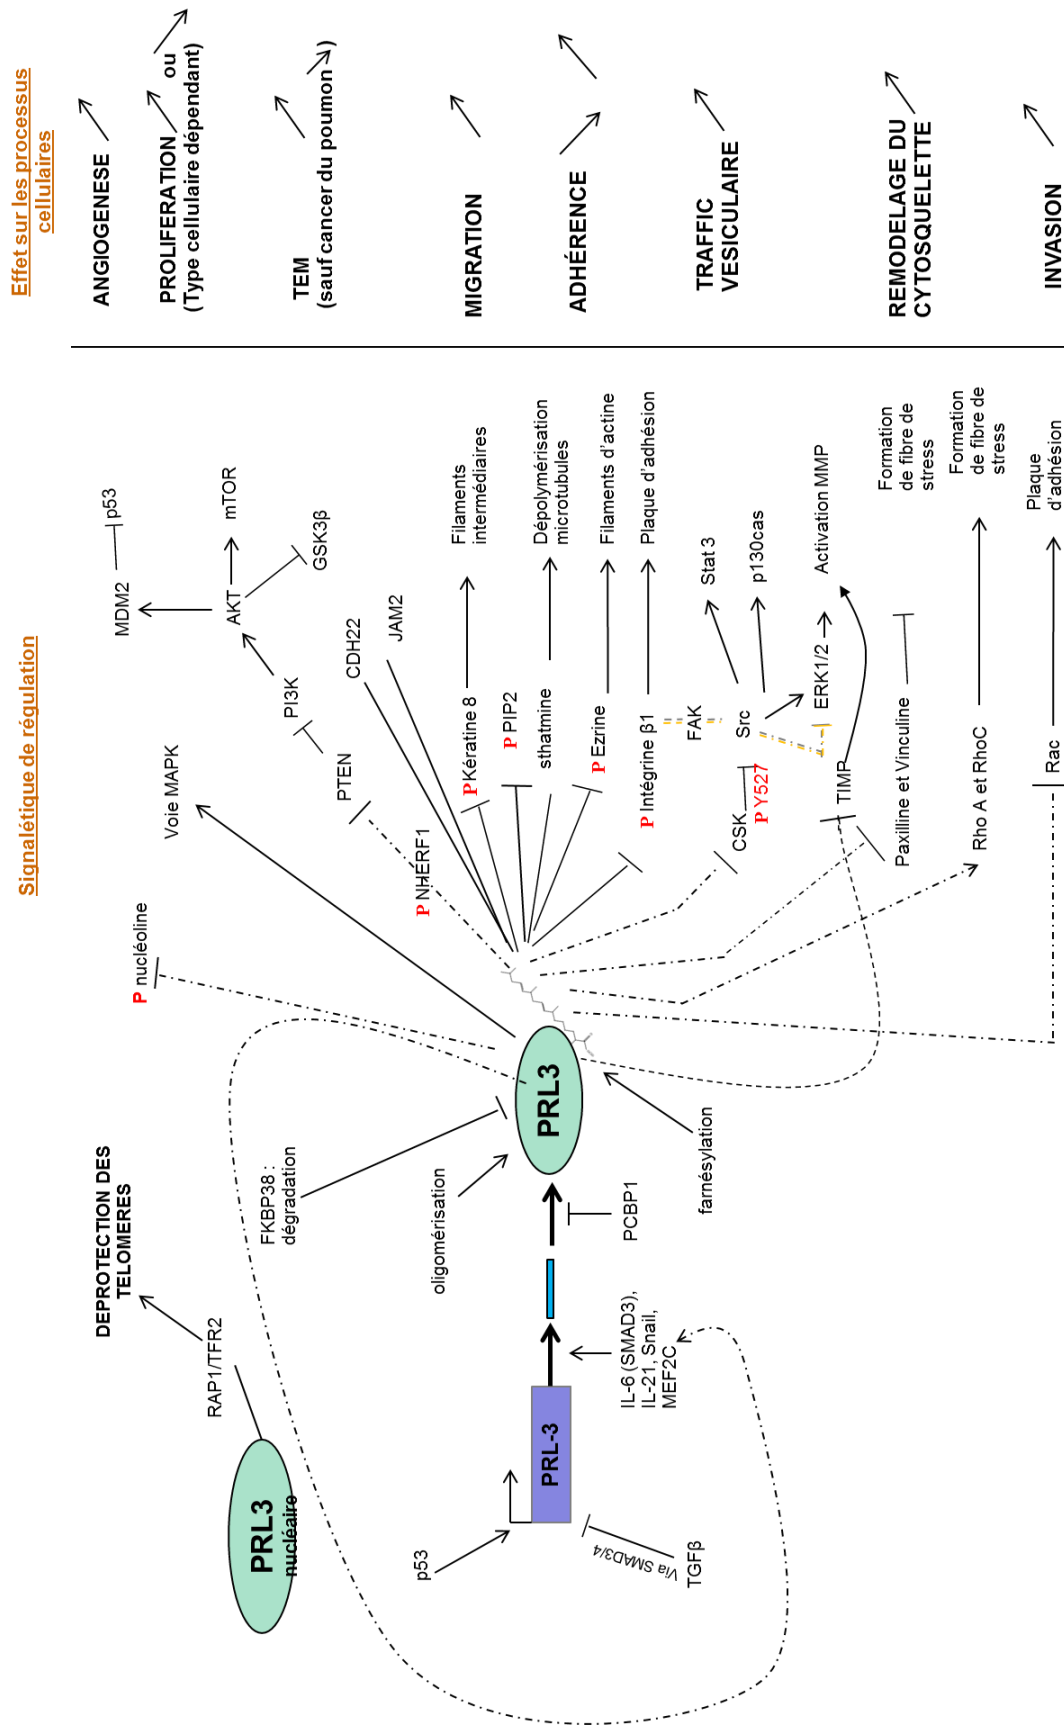 Signalétique de régulation
Effet sur les processus
cellulaires
DEPROTECTION DES
TELOMERES
RAP1/TFR2
PRL3
nucléaire
FKBP38 :
dégradation
oligomérisation
p53
PRL-3
Via SMAD3/4
TGFβ
IL-6 (SMAD3),
IL-21, Snail,
MEF2C
PCBP1
PRL3
farnésylation
P nucléoline
Voie MAPK
P NHERF1
PTEN
PI3K
AKT
MDM2
p53
mTOR
GSK3β
CDH22
JAM2
P Kératine 8
Filaments
intermédiaires
P PIP2
sthatmine
Dépolymérisation
microtubules
P Ezrine
Filaments d'actine
P Intégrine β1
Plaque d'adhésion
FAK
CSK
P Y527
Src
Stat 3
p130cas
ERK1/2
Activation MMP
TIMP
Paxilline et Vinculine
Formation
de fibre de
stress
Rho A et RhoC
Formation
de fibre de
stress
Rac
Plaque
d'adhésion
ANGIOGENESE
PROLIFERATION ou
(Type cellulaire dépendant)
TEM
(sauf cancer du poumon )
MIGRATION
ADHÉRENCE
TRAFFIC
VESICULAIRE
REMODELAGE DU
CYTOSQUELETTE
INVASION